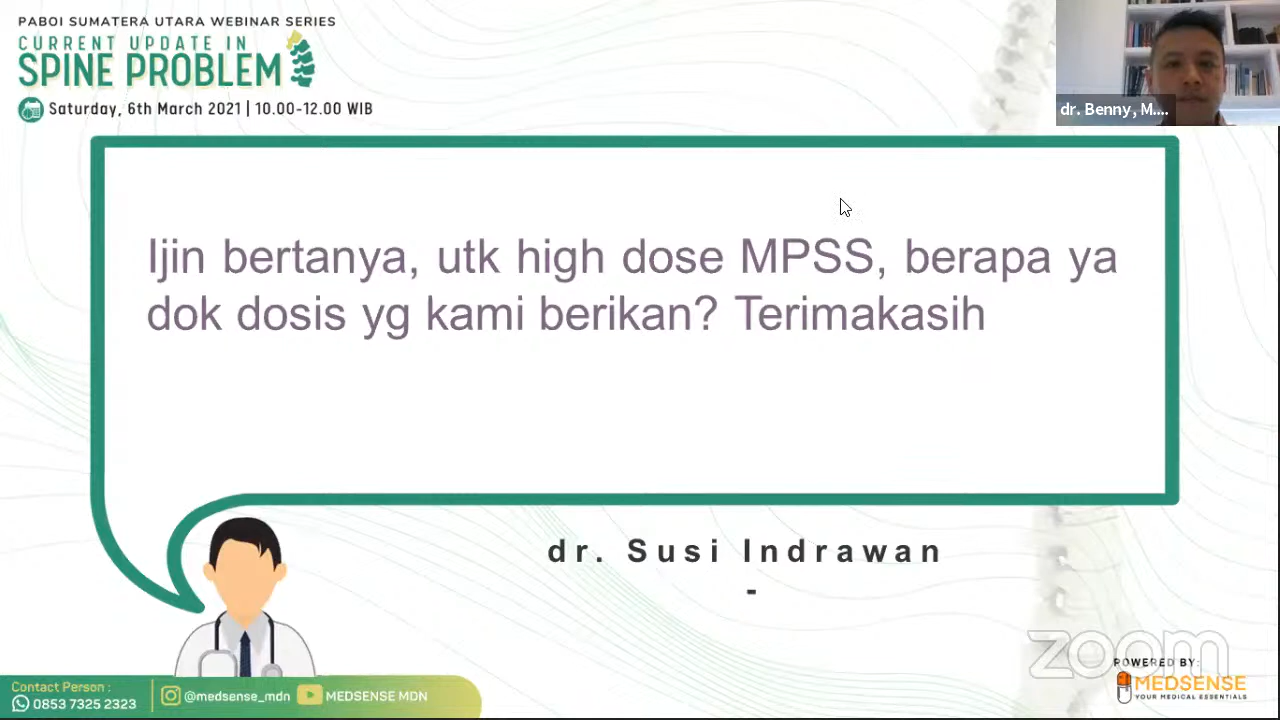 PABOI SUMATERA UTARA WEBINAR SERIES
CURRENT UPDATE IN
SPINE PROBLEM
Saturday, 6th March 2021 | 10.00-12.00 WIB
dr. Benny, M....
Ijin bertanya, utk high dose MPSS, berapa ya
dok dosis yg kami berikan? Terimakasih
dr. Susi Indrawan
-
zoom
POWERED BY:
MEDSENSE
YOUR MEDICAL ESSENTIALS
Contact Person :
0853 7325 2323
@medsense_mdn
MEDSENSE MDN